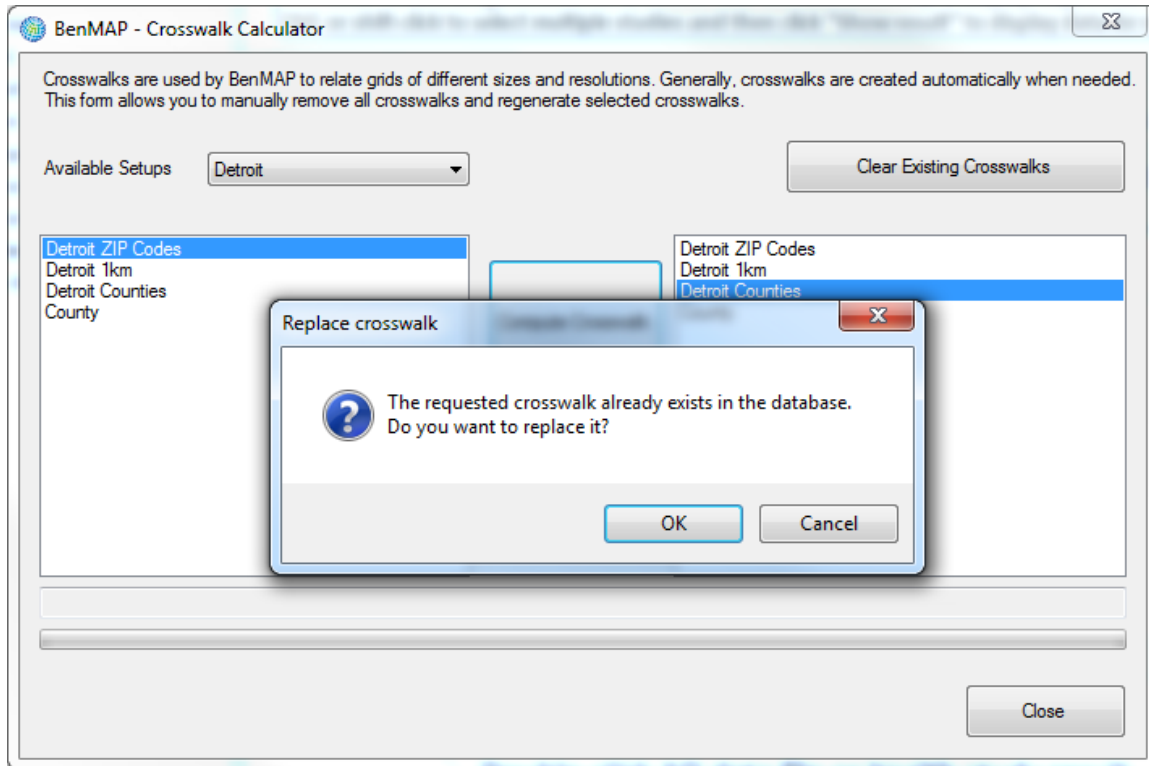 BenMAP - Crosswalk Calculator
Crosswalks are used by BenMAP to relate grids of different sizes and resolutions. Generally, crosswalks are created automatically when needed.
This form allows you to manually remove all crosswalks and regenerate selected crosswalks.
Available Setups
Detroit
Clear Existing Crosswalks
Detroit ZIP Codes
Detroit 1km
Detroit Counties
County
Detroit ZIP Codes
Detroit 1km
Detroit Counties
County
Compute Crosswalk
Replace crosswalk
The requested crosswalk already exists in the database.
Do you want to replace it?
OK
Cancel
Close